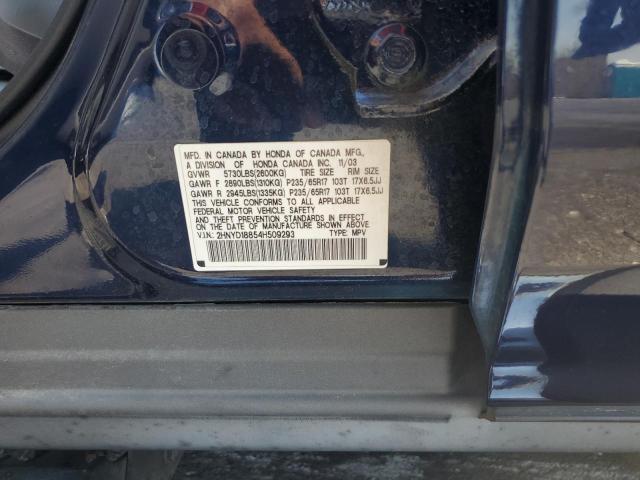 MFD. IN CANADA BY HONDA OF CANADA MFG.,
A DIVISION OF HONDA CANADA INC. 11/03
GVWR 5730LBS(2600KG) TIRE SIZE RIM SIZE
GAWR F 2890LBS(1310KG) P235/65R17 103T 17X6.5JJ
GAWR R 2945LBS(1335KG) P235/65R17 103T 17X6.5JJ
THIS VEHICLE CONFORMS TO ALL APPLICABLE
FEDERAL MOTOR VEHICLE SAFETY
AND THEFT PREVENTION STANDARDS IN EFFECT
ON THE DATE OF MANUFACTURE SHOWN ABOVE.
V.I.N.: 2HNYD18854H509293 TYPE: MPV